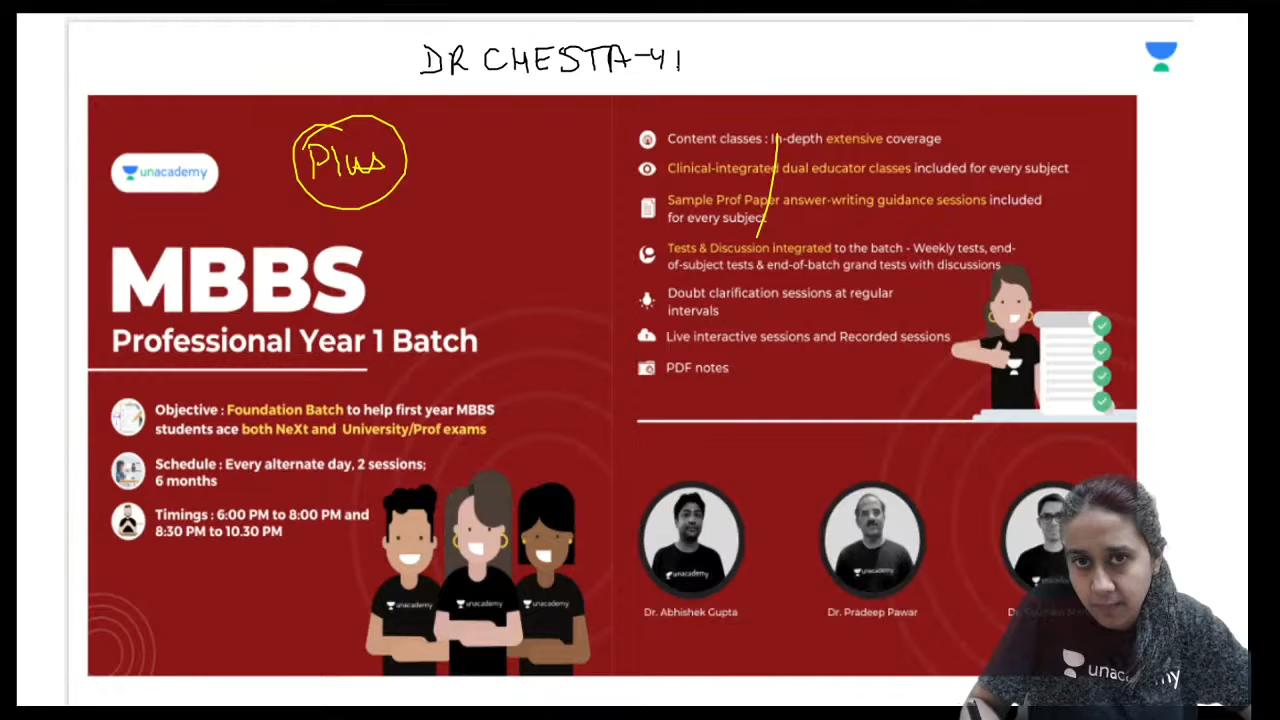 DR CHESTA-41
unacademy
Plus
MBBS
Professional Year 1 Batch
Objective : Foundation Batch to help first year MBBS
students ace both NeXt and University/Prof exams
Schedule : Every alternate day, 2 sessions;
6 months
Timings : 6:00 PM to 8:00 PM and
8:30 PM to 10.30 PM
unacademy
unacademy
unacademy
Content classes : In-depth extensive coverage
Clinical-integrated dual educator classes included for every subject
Sample Prof Paper answer-writing guidance sessions included
for every subject
Tests & Discussion integrated to the batch - Weekly tests, end-
of-subject tests & end-of-batch grand tests with discussions
Doubt clarification sessions at regular
intervals
Live interactive sessions and Recorded sessions
PDF notes
unacademy
unacademy
Dr. Abhishek Gupta
Dr. Pradeep Pawar